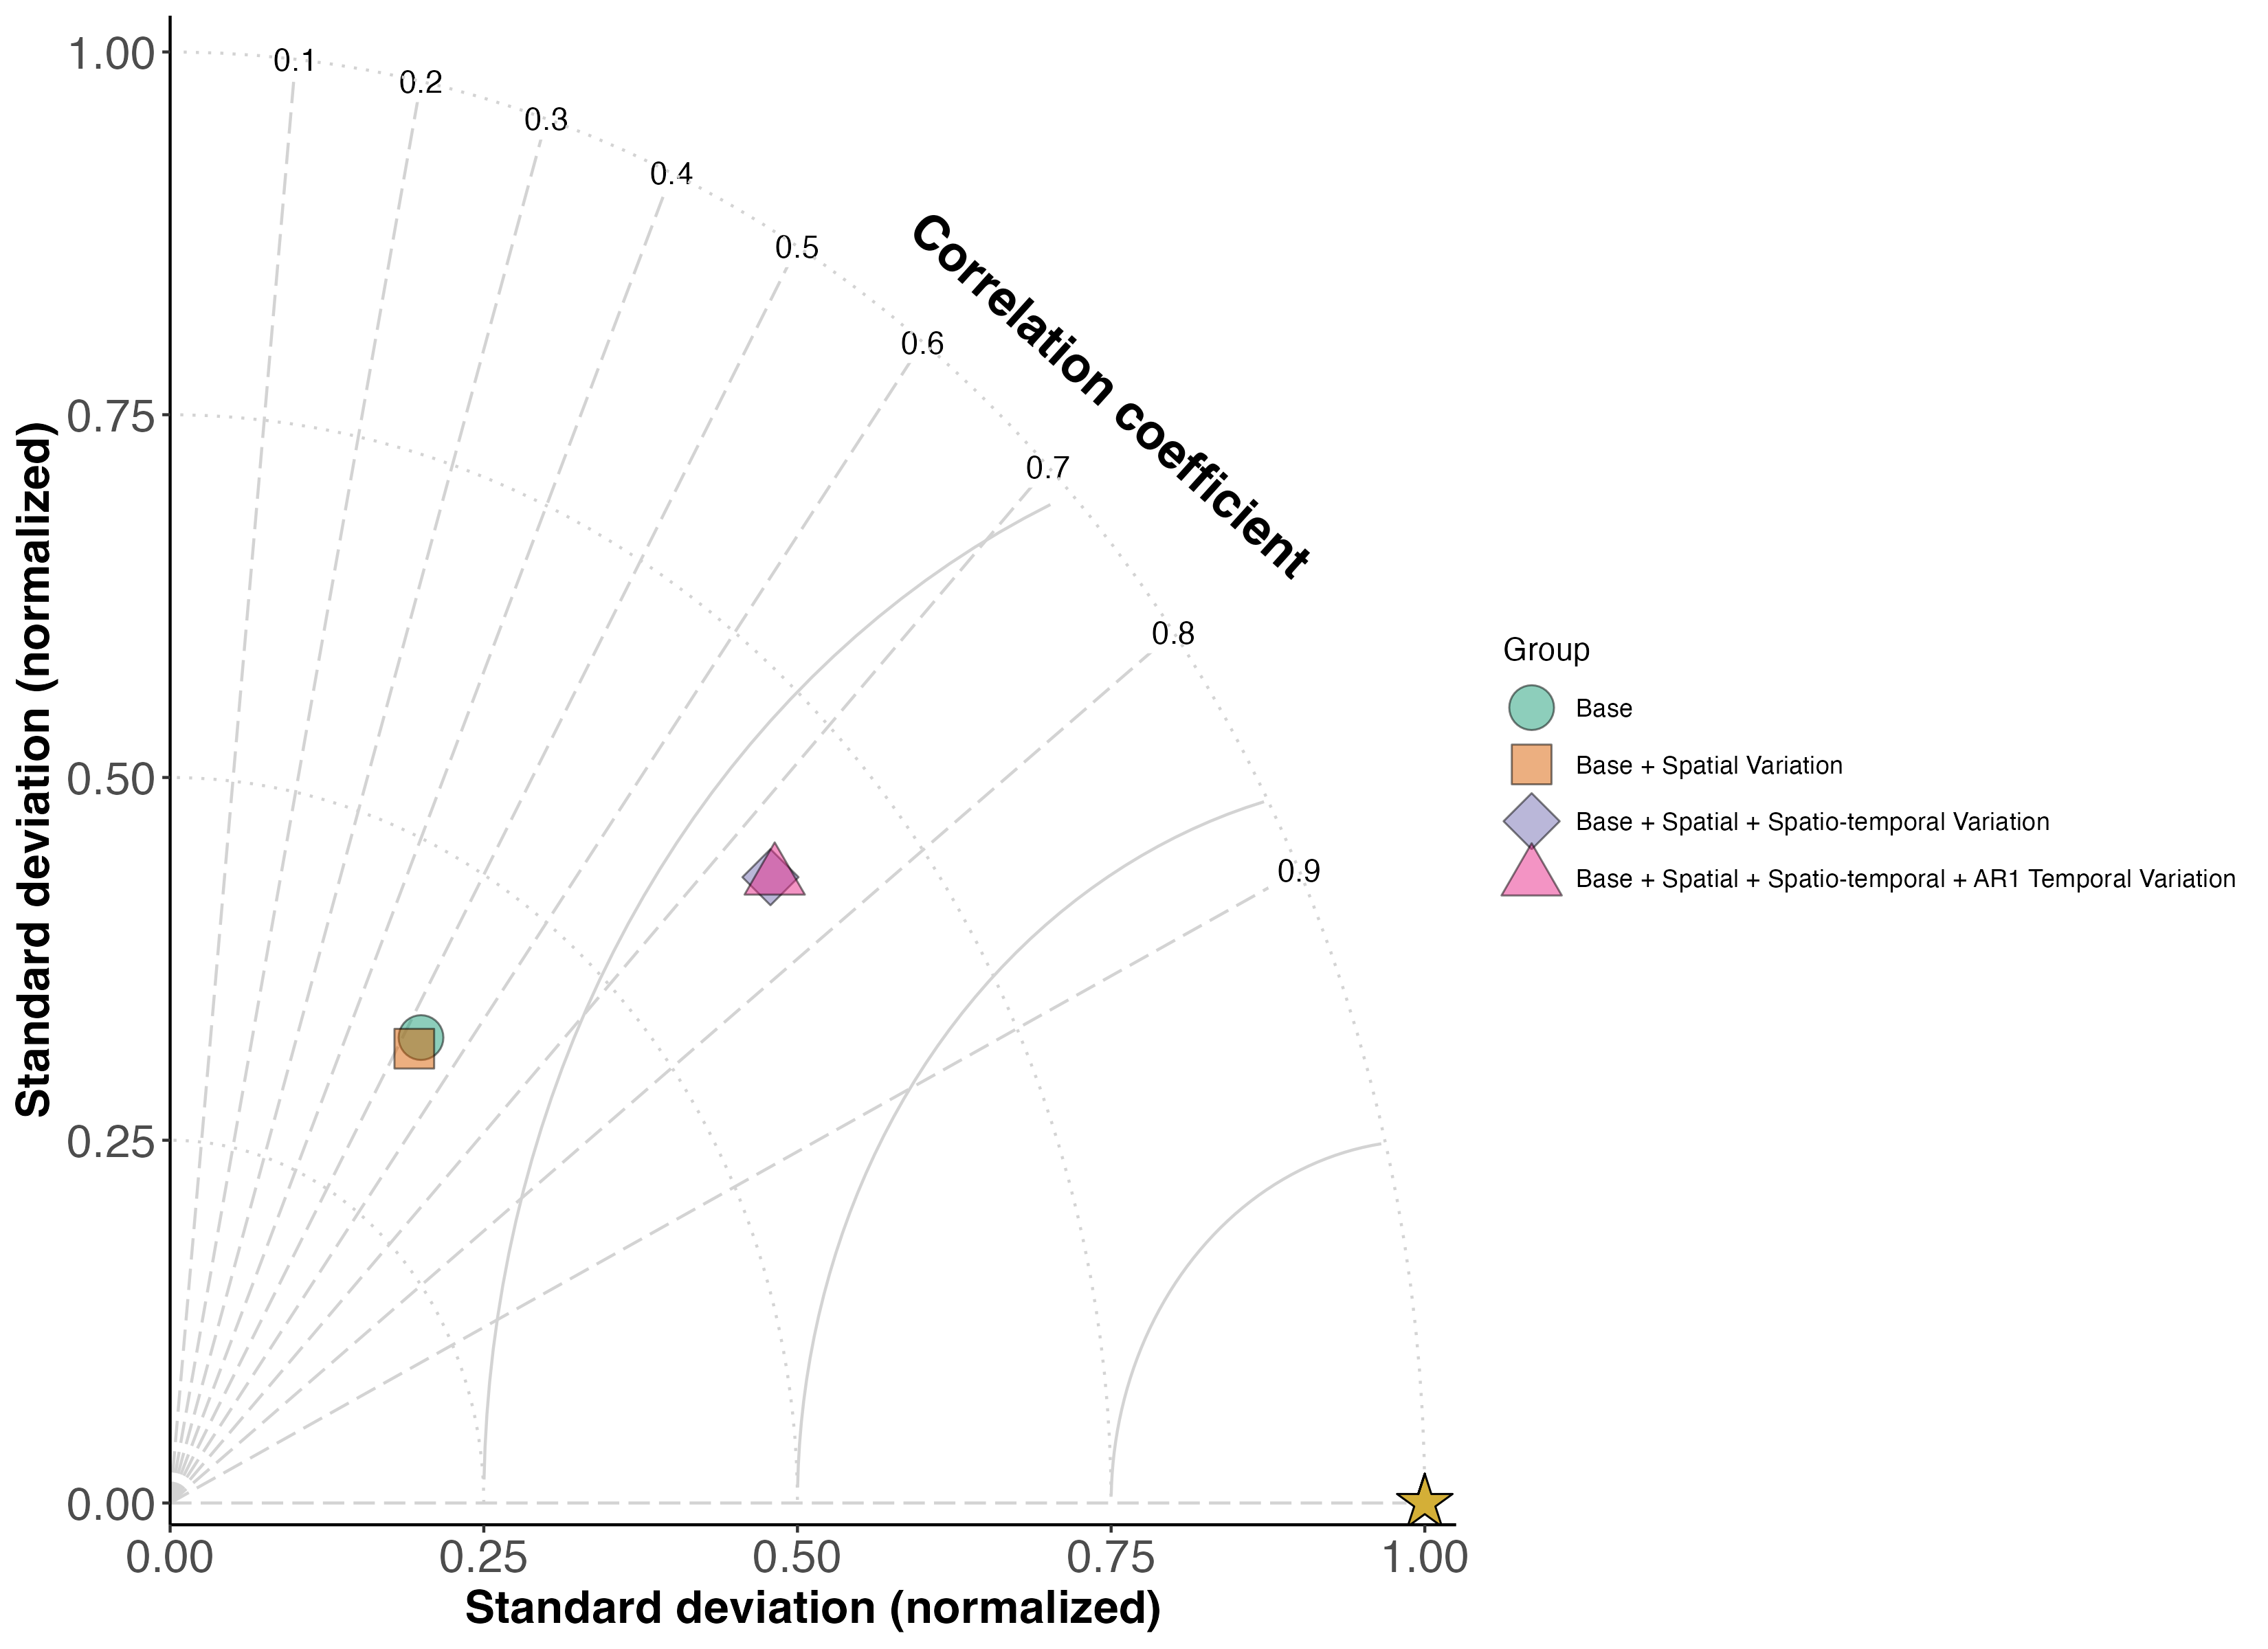 1.00
0.75
0.50
0.25
0.00
Standard deviation (normalized)
0.1
0.2
0.3
0.4
0.5
0.6
0.7
0.8
0.9
Correlation coefficient
0.00
0.25
0.50
0.75
1.00
Standard deviation (normalized)
Group
Base
Base + Spatial Variation
Base + Spatial + Spatio-temporal Variation
Base + Spatial + Spatio-temporal + AR1 Temporal Variation